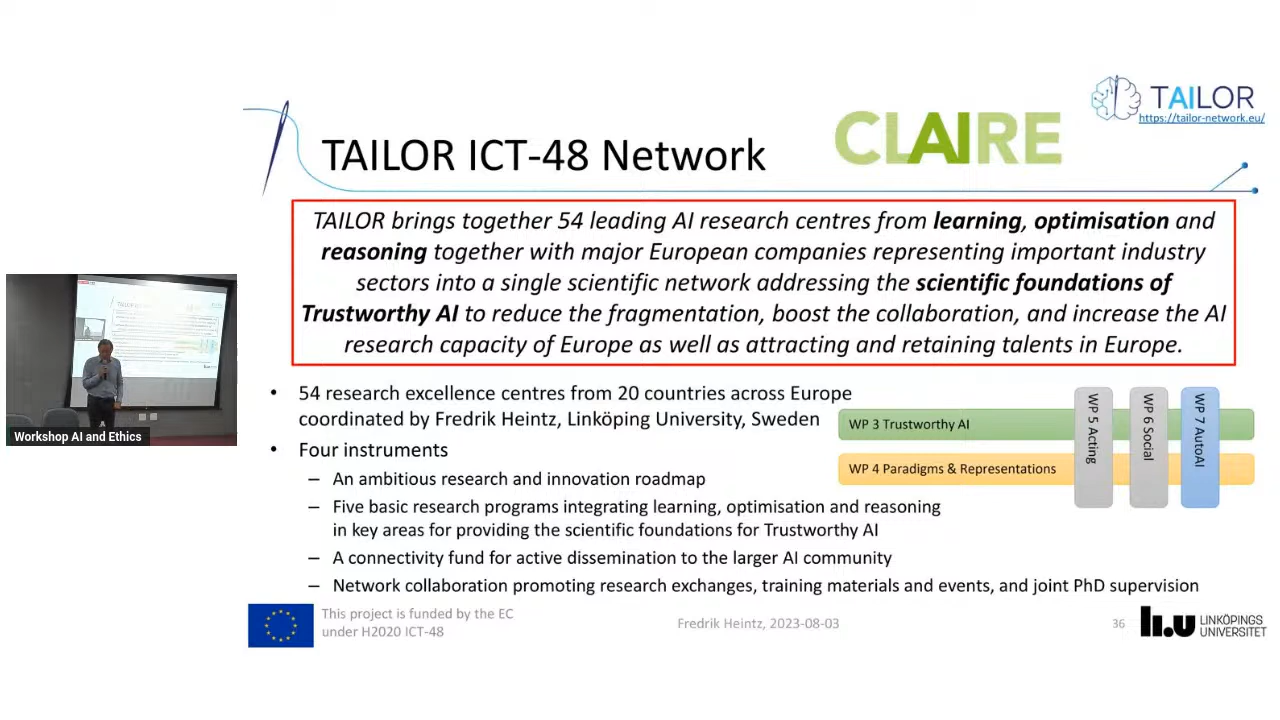 TAILOR
https://tailor-network.eu/
CLAIRE
TAILOR ICT-48 Network
TAILOR brings together 54 leading AI research centres from learning, optimisation and
reasoning together with major European companies representing important industry
sectors into a single scientific network addressing the scientific foundations of
Trustworthy AI to reduce the fragmentation, boost the collaboration, and increase the AI
research capacity of Europe as well as attracting and retaining talents in Europe.
• 54 research excellence centres from 20 countries across Europe
coordinated by Fredrik Heintz, Linköping University, Sweden
• Four instruments
– An ambitious research and innovation roadmap
– Five basic research programs integrating learning, optimisation and reasoning
in key areas for providing the scientific foundations for Trustworthy AI
– A connectivity fund for active dissemination to the larger AI community
– Network collaboration promoting research exchanges, training materials and events, and joint PhD supervision
WP 3 Trustworthy AI
WP 4 Paradigms & Representations
WP 5 Acting
WP 6 Social
WP 7 AutoAI
Workshop AI and Ethics
This project is funded by the EC
under H2020 ICT-48
Fredrik Heintz, 2023-08-03
36
li.u LINKÖPINGS
UNIVERSITET